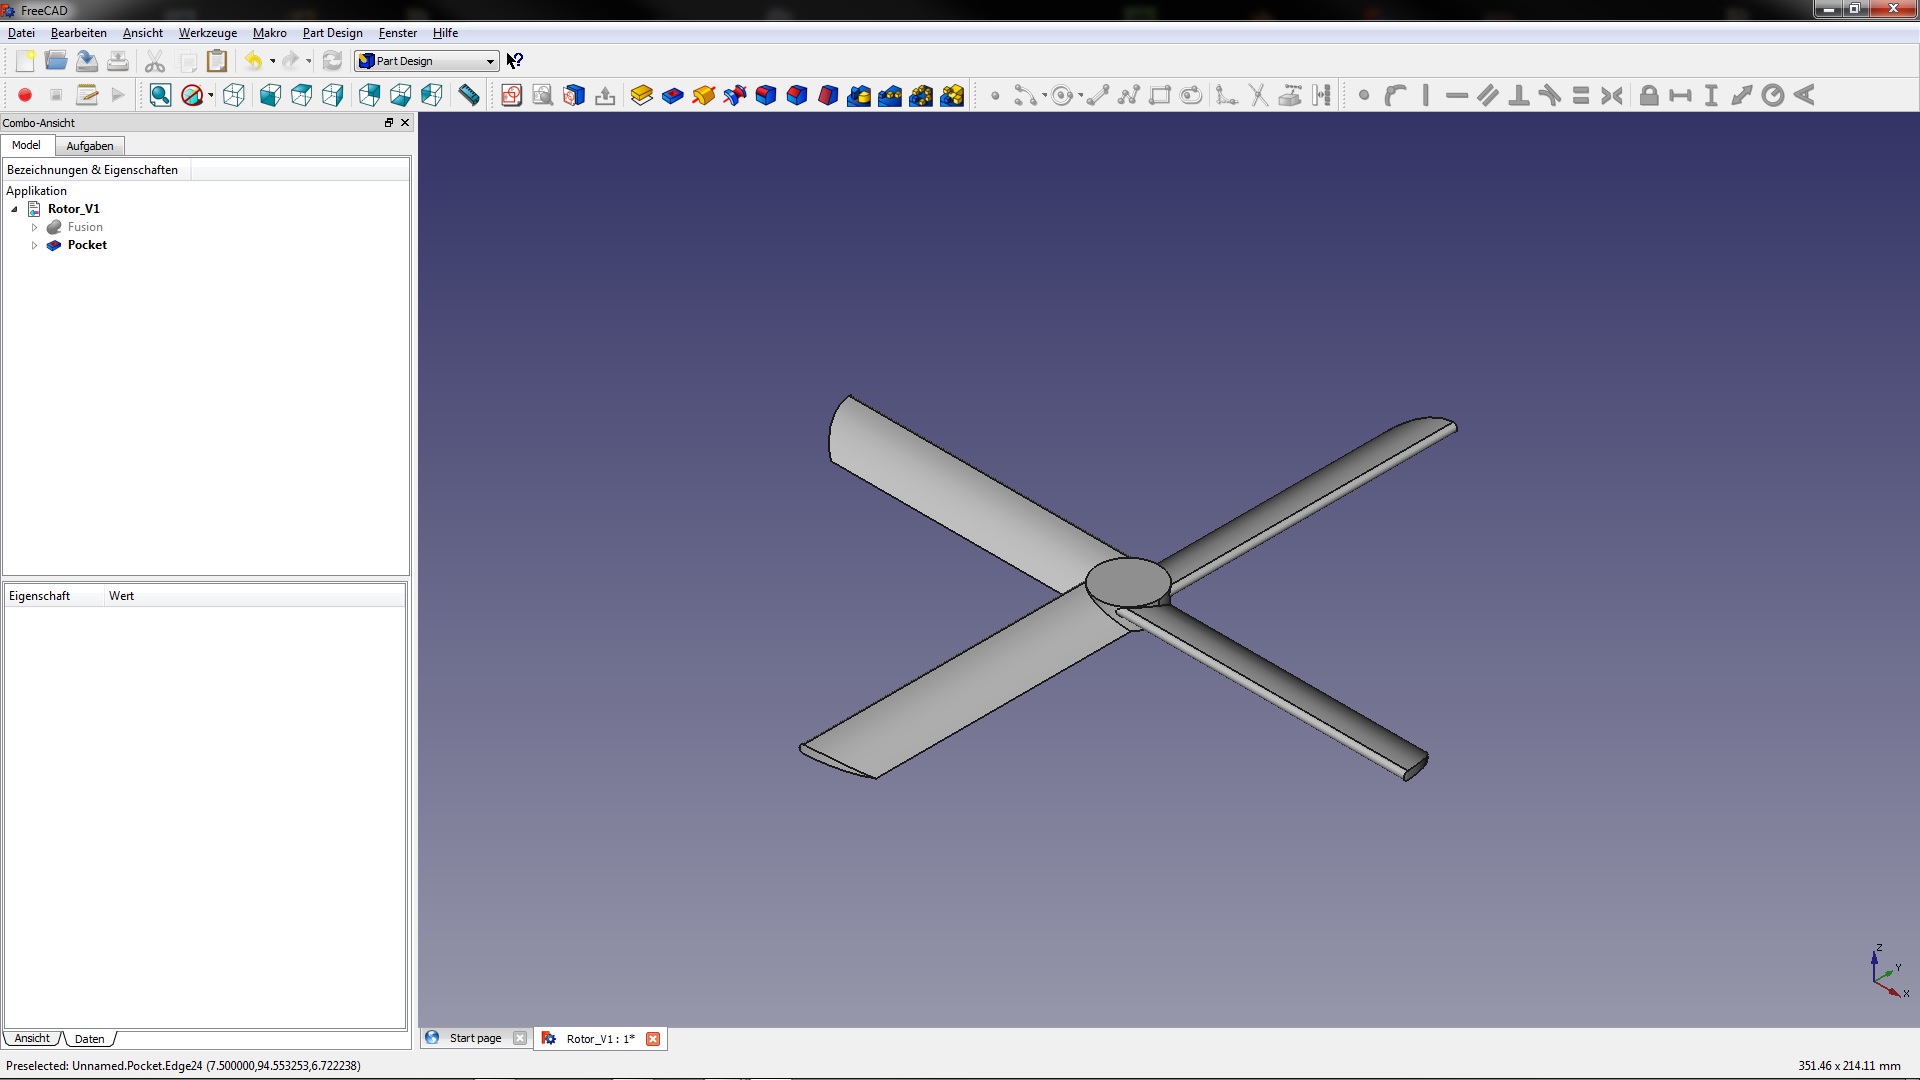 FreeCAD
Datei Bearbeiten Ansicht Werkzeuge Makro Part Design Fenster Hilfe
Part Design
Combo-Ansicht
Model Aufgaben
Bezeichnungen & Eigenschaften
Applikation
Rotor_V1
Fusion
Pocket
Eigenschaft Wert
Z
Y
X
Ansicht Daten
Start page Rotor_V1 : 1*
Preselected: Unnamed.Pocket.Edge24 (7.500000,94.553253,6.722238) 351.46 x 214.11 mm